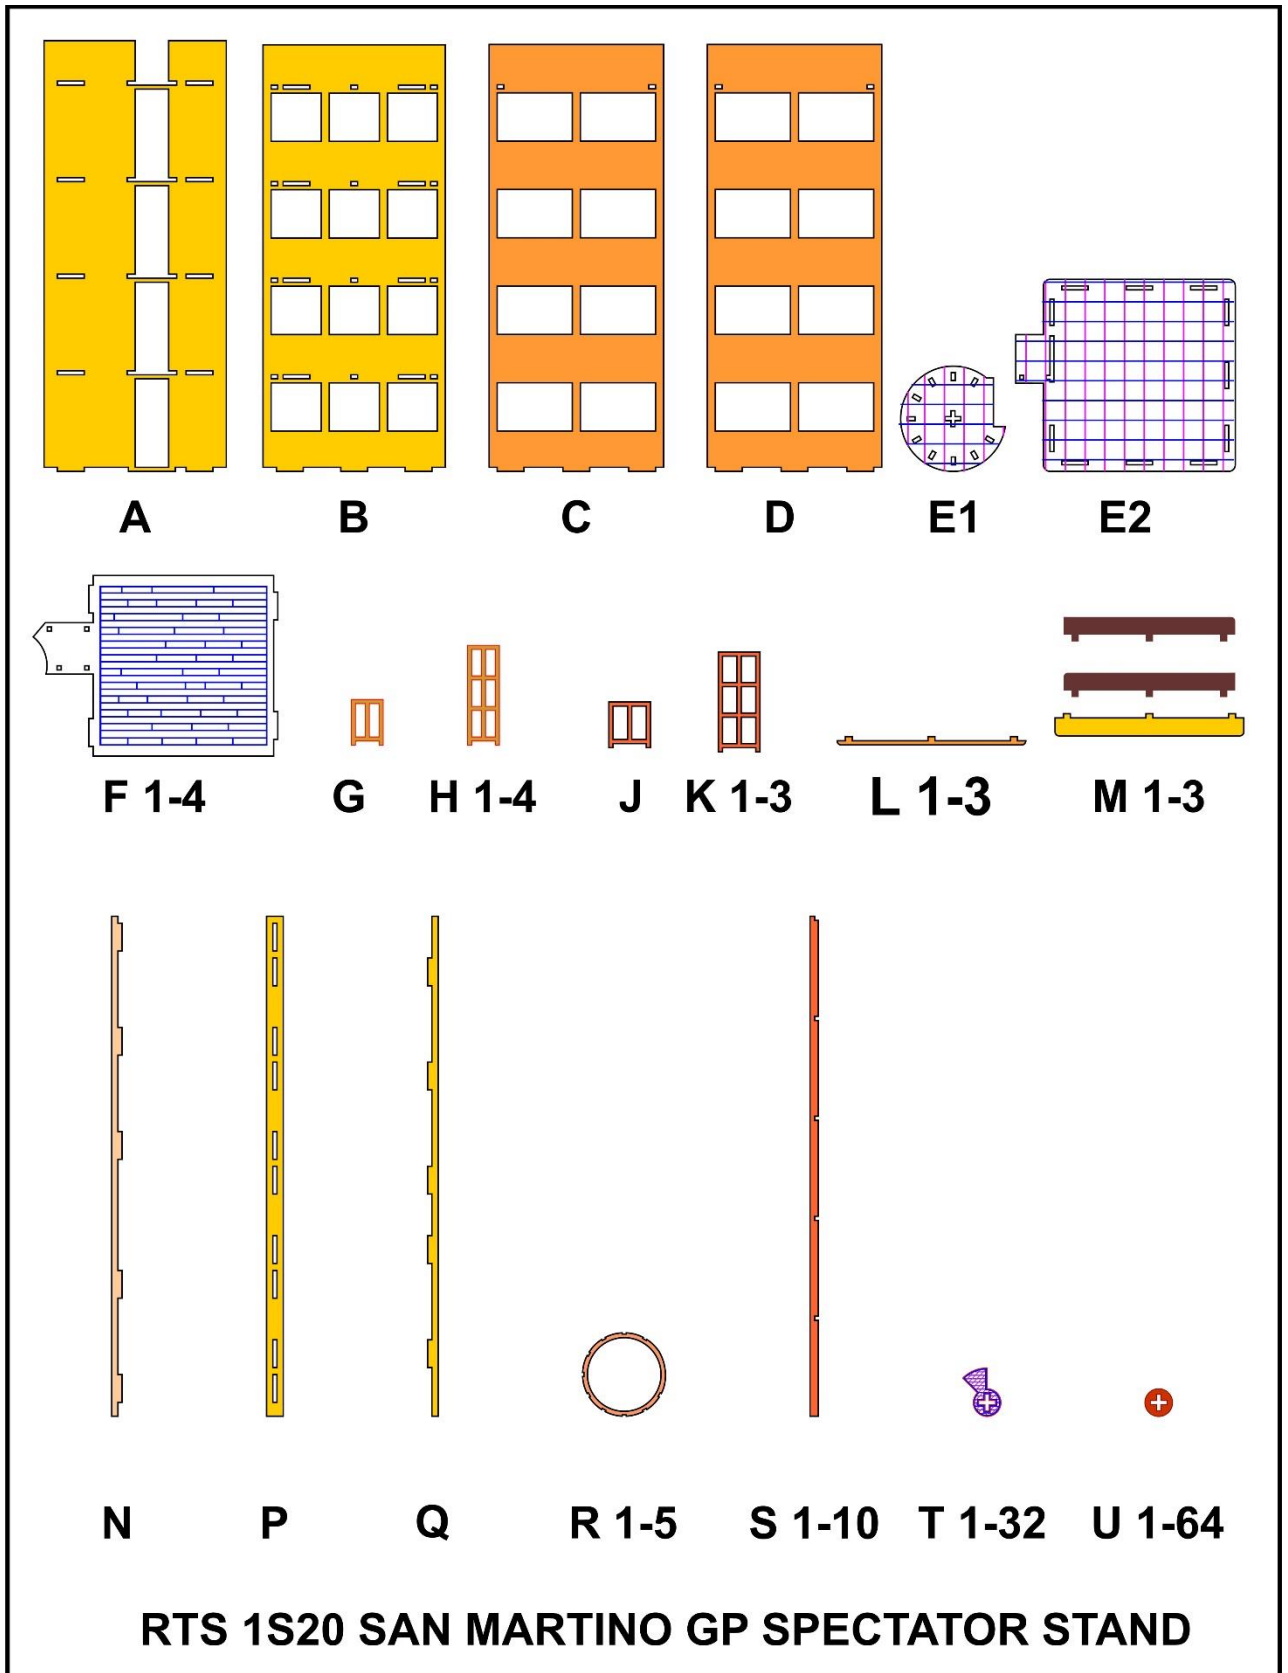 A B C D E1 E2
F 1-4 G H 1-4 J K 1-3 L 1-3 M 1-3
N P Q R 1-5 S 1-10 T 1-32 U 1-64
RTS 1S20 SAN MARTINO GP SPECTATOR STAND